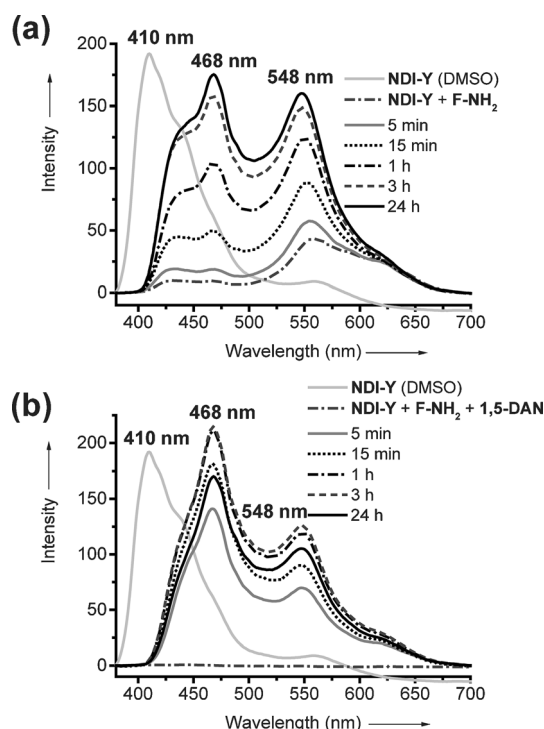 (a)
410 nm
468 nm
548 nm
NDI-Y (DMSO)
NDI-Y + F-NH₂
5 min
15 min
1 h
3 h
24 h
Intensity
200
150
100
50
0
400 450 500 550 600 650 700
Wavelength (nm)
(b)
410 nm
468 nm
548 nm
NDI-Y (DMSO)
NDI-Y + F-NH₂ + 1,5-DAN
5 min
15 min
1 h
3 h
24 h
Intensity
200
150
100
50
0
400 450 500 550 600 650 700
Wavelength (nm)